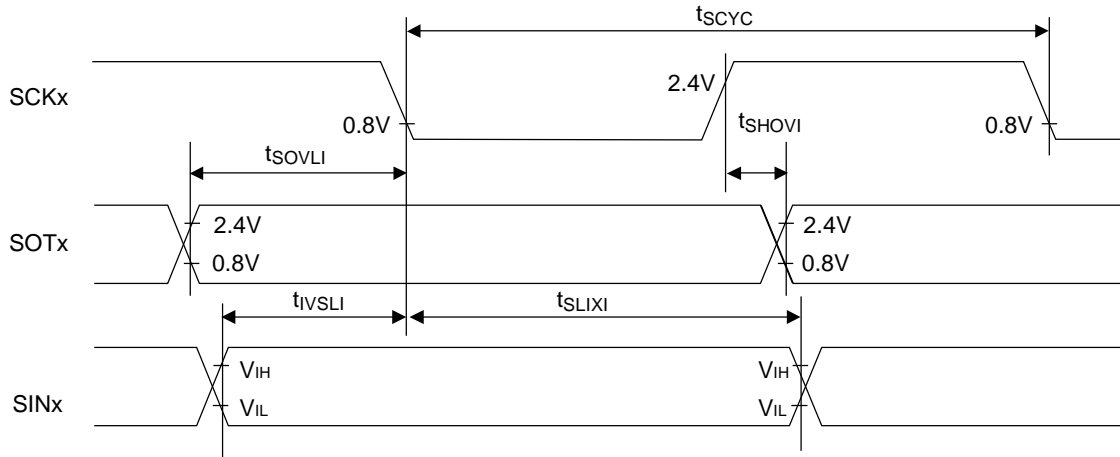 tSCYC
SCKx
2.4V
tSHOVI
0.8V
0.8V
tSOVLI
SOTx
2.4V
2.4V
0.8V
0.8V
tIVSLI
tSLIXI
SINx
VIH
VIH
VIL
VIL